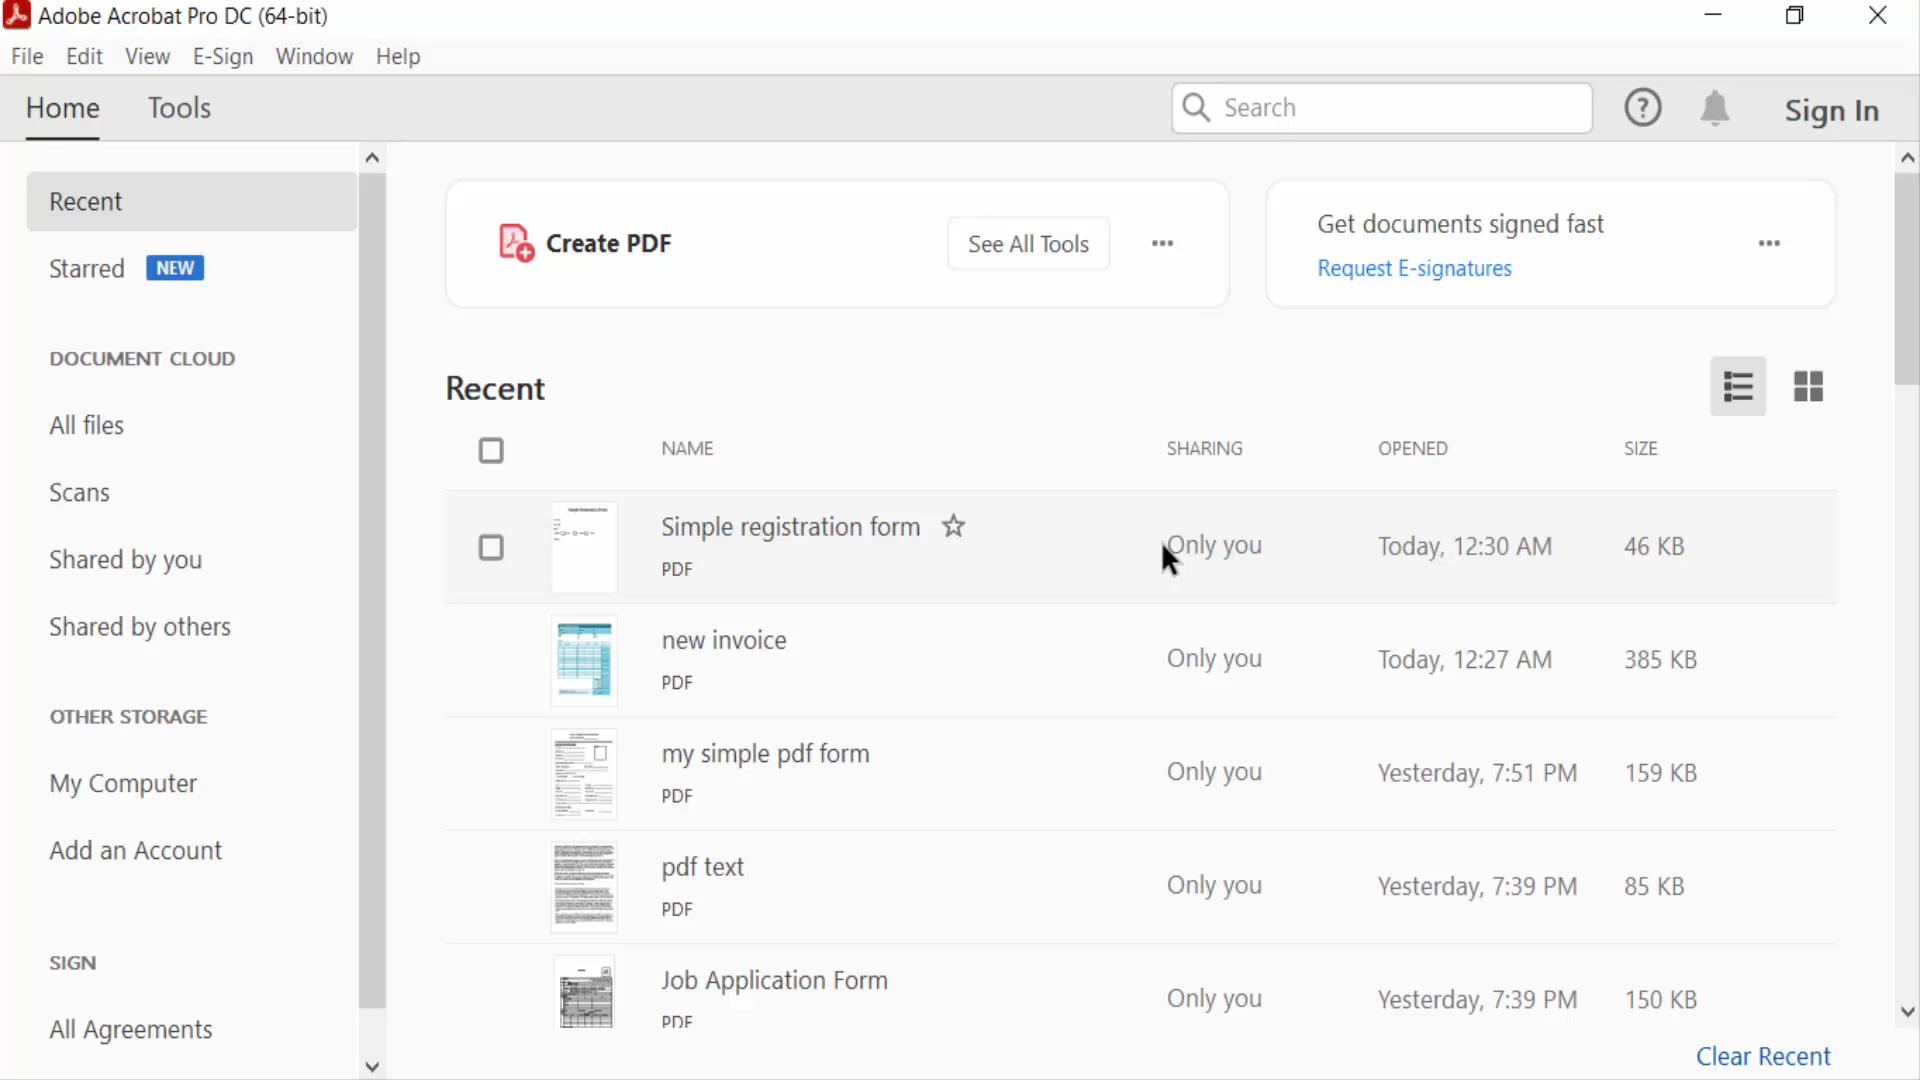 Adobe Acrobat Pro DC (64-bit)
File Edit View E-Sign Window Help
Home Tools Search ? Sign In
Recent
Starred NEW
DOCUMENT CLOUD
All files
Scans
Shared by you
Shared by others
OTHER STORAGE
My Computer
Add an Account
SIGN
All Agreements
Create PDF See All Tools
Get documents signed fast
Request E-signatures
Recent
NAME SHARING OPENED SIZE
Simple registration form Only you Today, 12:30 AM 46 KB
PDF
new invoice Only you Today, 12:27 AM 385 KB
PDF
my simple pdf form Only you Yesterday, 7:51 PM 159 KB
PDF
pdf text Only you Yesterday, 7:39 PM 85 KB
PDF
Job Application Form Only you Yesterday, 7:39 PM 150 KB
PDF
Clear Recent